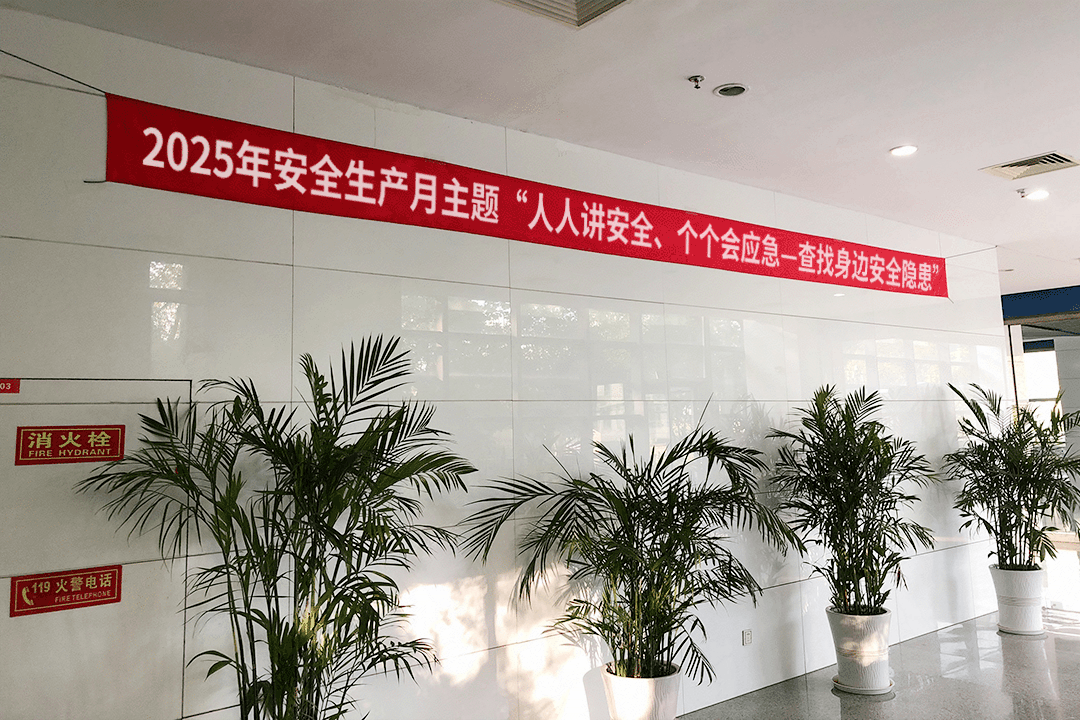 2025年安全生产月主题“人人讲安全、个个会应急—查找身边安全隐患”
03
消火栓
FIRE HYDRANT
119 火警电话
FIRE TELEPHONE